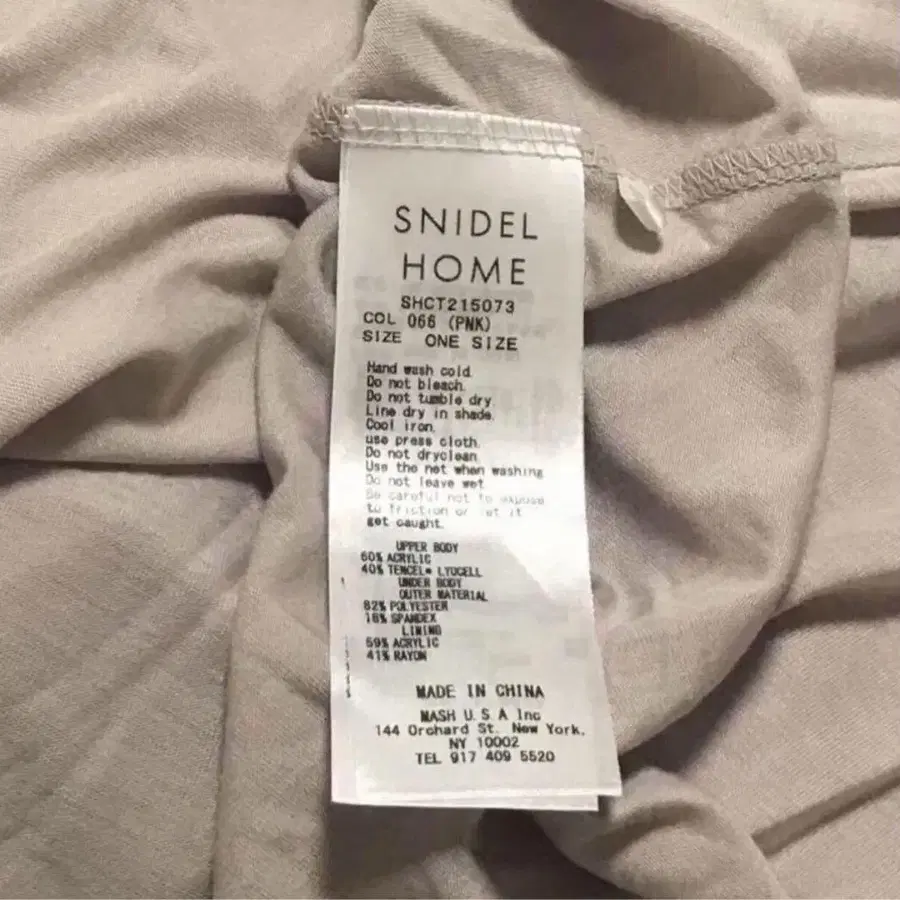 SNIDEL
HOME
SHCT215073
COL 066 (PNK)
SIZE ONE SIZE
Hand wash cold.
Do not bleach.
Do not tumble dry.
Line dry in shade.
Cool iron.
use press cloth.
Do not dryclean.
Use the net when washing
Do not leave wet
Be careful not to expose
to friction or let it
get caught.
UPPER BODY
60% ACRYLIC
40% TENCEL* LYOCELL
UNDER BODY
OUTER MATERIAL
82% POLYESTER
18% SPANDEX
LINING
59% ACRYLIC
41% RAYON
MADE IN CHINA
MASH U.S.A Inc
144 Orchard St. New York,
NY 10002
TEL 917 409 5520